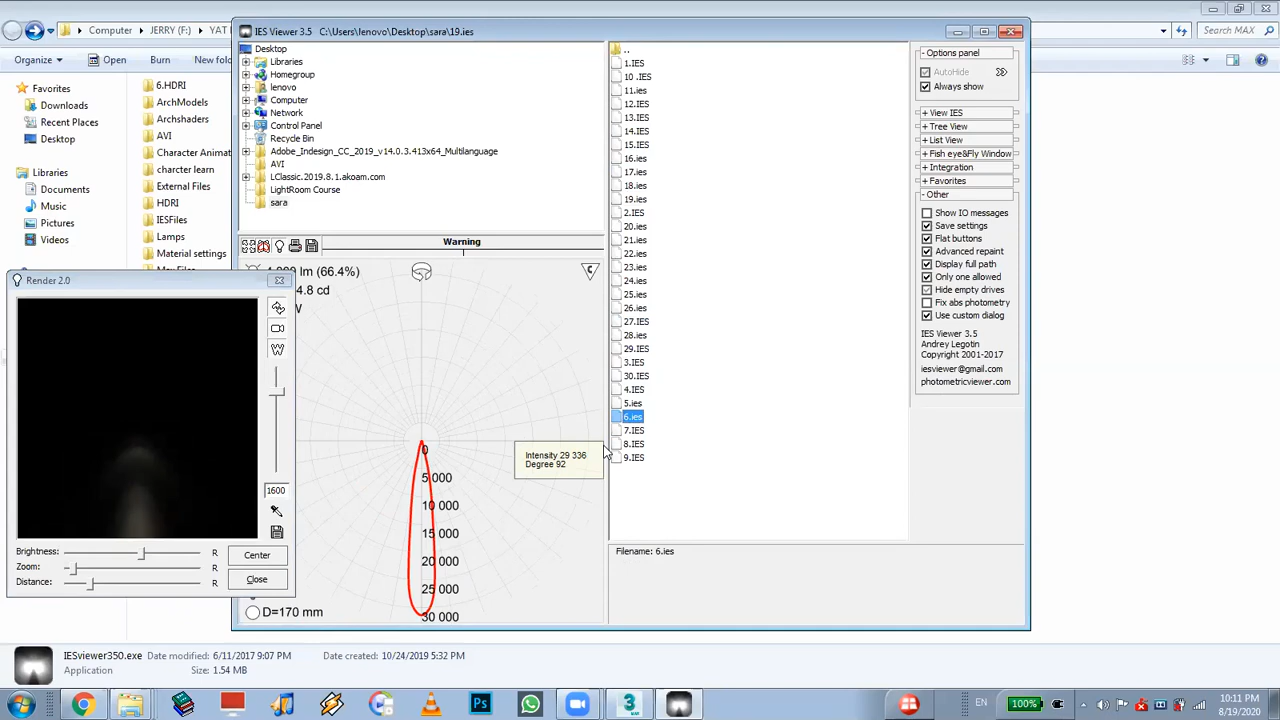 Computer
JERRY (F:)
YAT
Search MAX
Organize
Open
Burn
New fol
Favorites
Downloads
Recent Places
Desktop
Libraries
Documents
Music
Pictures
Videos
6.HDRI
ArchModels
Archshaders
AVI
Character Animat
charcter learn
External Files
HDRI
IESFiles
Lamps
Material settings
IES Viewer 3.5 C:\Users\lenovo\Desktop\sara\19.ies
Desktop
Libraries
Homegroup
lenovo
Computer
Network
Control Panel
Recycle Bin
Adobe_Indesign_CC_2019_v14.0.3.413x64_Multilanguage
AVI
LClassic.2019.8.1.akoam.com
LightRoom Course
sara
Warning
lm (66.4%)
4.8 cd
W
C
0
5 000
10 000
15 000
20 000
25 000
30 000
Intensity 29 336
Degree 92
D=170 mm
..
1.IES
10 .IES
11.ies
12.IES
13.IES
14.IES
15.IES
16.ies
17.ies
18.ies
19.ies
2.IES
20.ies
21.ies
22.ies
23.ies
24.ies
25.ies
26.ies
27.IES
28.ies
29.IES
3.IES
30.IES
4.IES
5.ies
6.ies
7.IES
8.IES
9.IES
Filename: 6.ies
- Options panel
AutoHide
Always show
+ View IES
+ Tree View
+ List View
+ Fish eye&Fly Window
+ Integration
+ Favorites
- Other
Show IO messages
Save settings
Flat buttons
Advanced repaint
Display full path
Only one allowed
Hide empty drives
Fix abs photometry
Use custom dialog
IES Viewer 3.5
Andrey Legotin
Copyright 2001-2017
iesviewer@gmail.com
photometricviewer.com
Render 2.0
1600
Brightness: R
Center
Zoom: R
Distance: R
Close
IESviewer350.exe Date modified: 6/11/2017 9:07 PM Date created: 10/24/2019 5:32 PM
Application Size: 1.54 MB
Ps
3
EN
100%
10:11 PM
8/19/2020